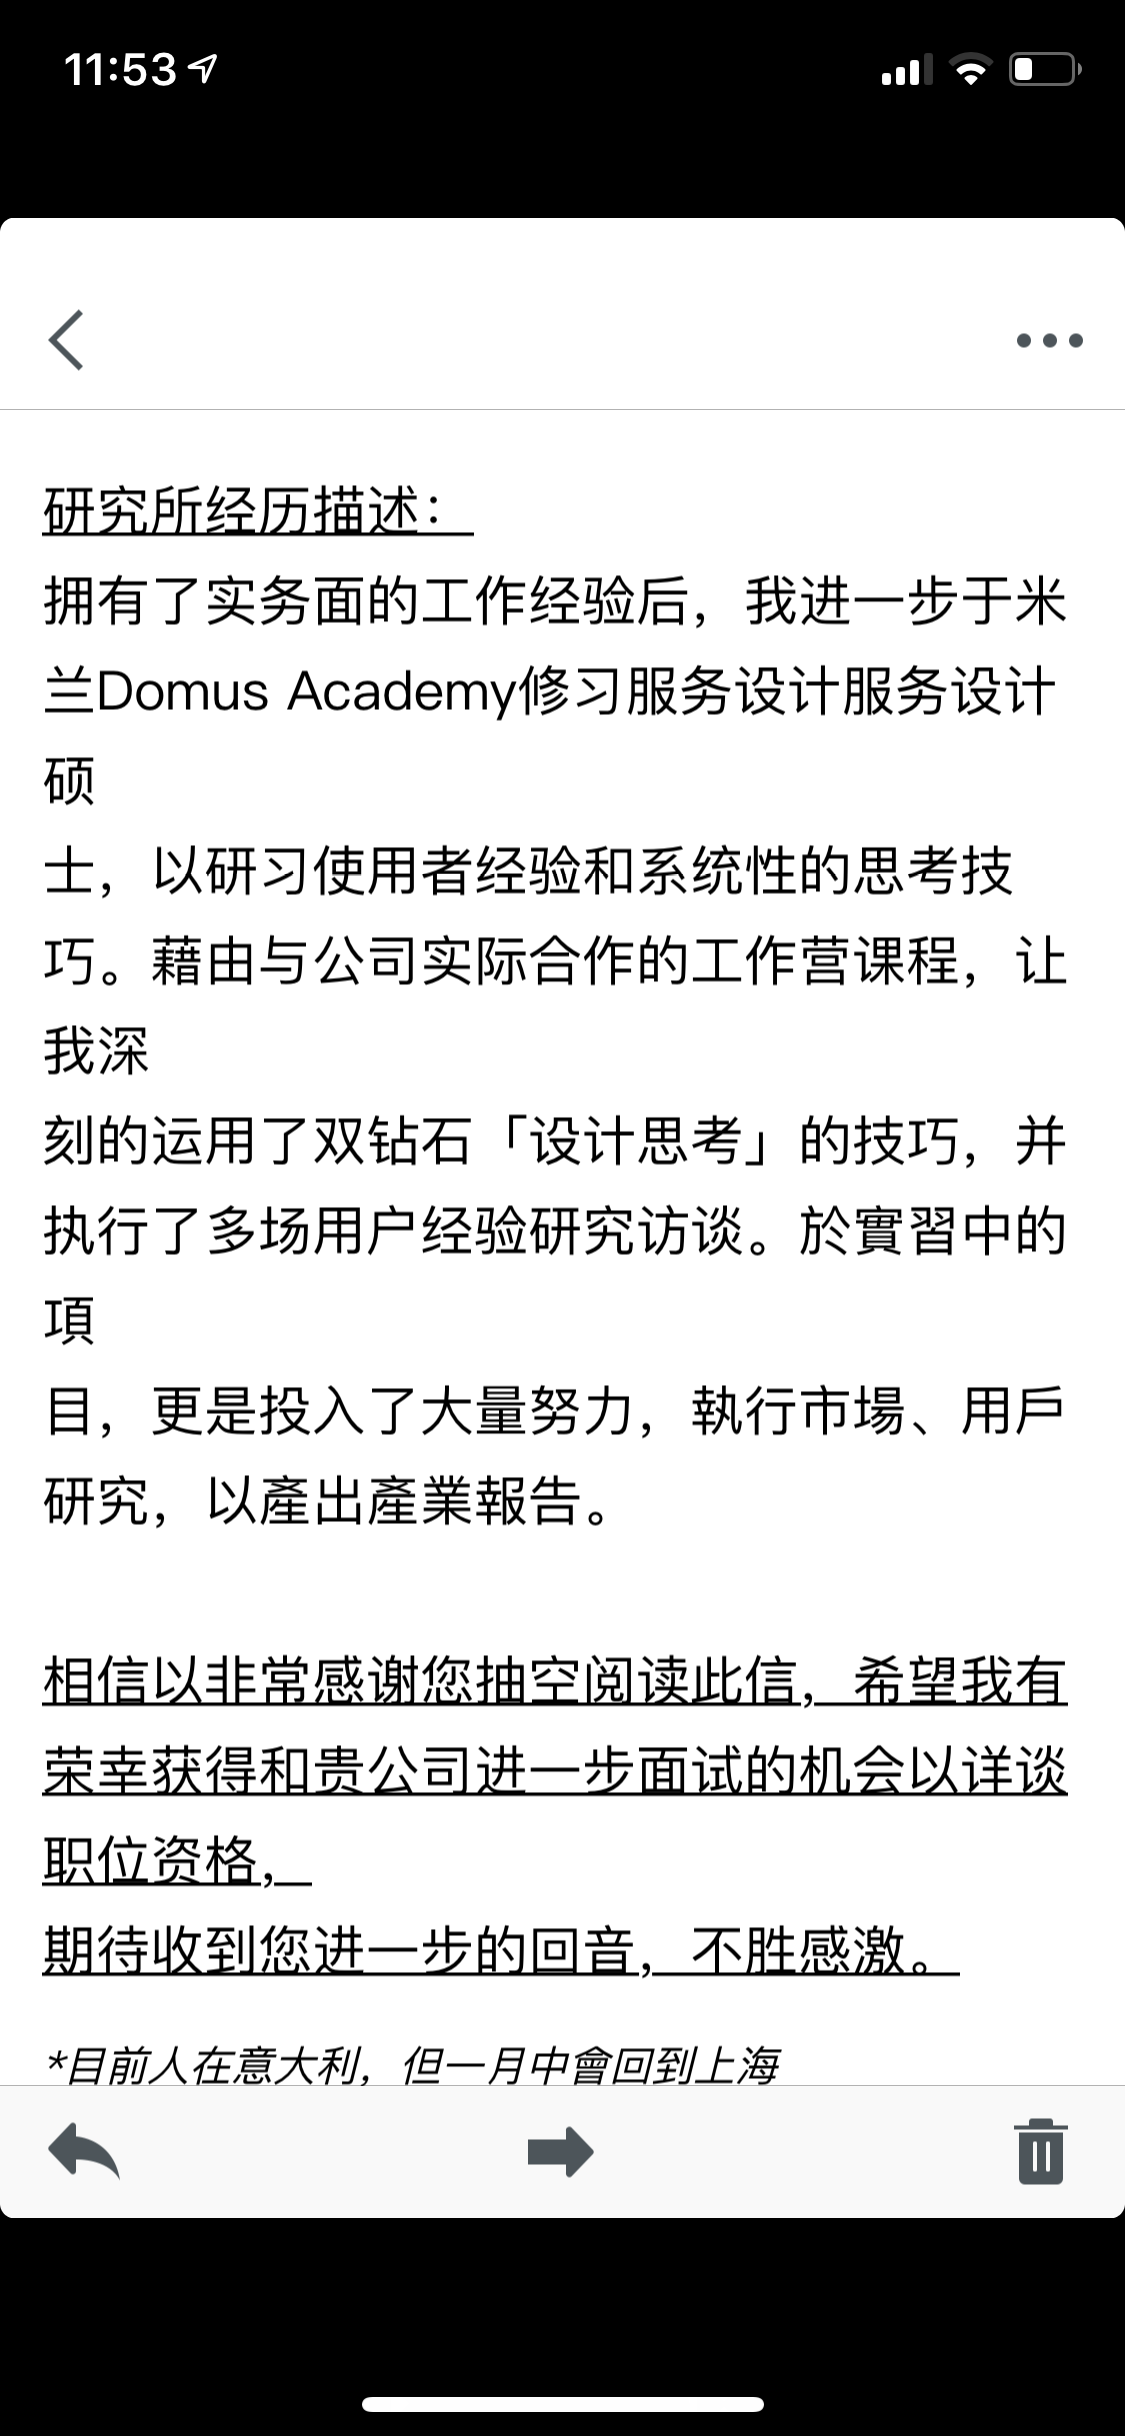 11:53
研究所经历描述：
拥有了实务面的工作经验后，我进一步于米
兰Domus Academy修习服务设计服务设计
硕
士，以研习使用者经验和系统性的思考技
巧。藉由与公司实际合作的工作营课程，让
我深
刻的运用了双钻石「设计思考」的技巧，并
执行了多场用户经验研究访谈。於實習中的
項
目，更是投入了大量努力，執行市場、用戶
研究，以產出產業報告。
相信以非常感谢您抽空阅读此信，希望我有
荣幸获得和贵公司进一步面试的机会以详谈
职位资格，
期待收到您进一步的回音，不胜感激。
*目前人在意大利，但一月中會回到上海